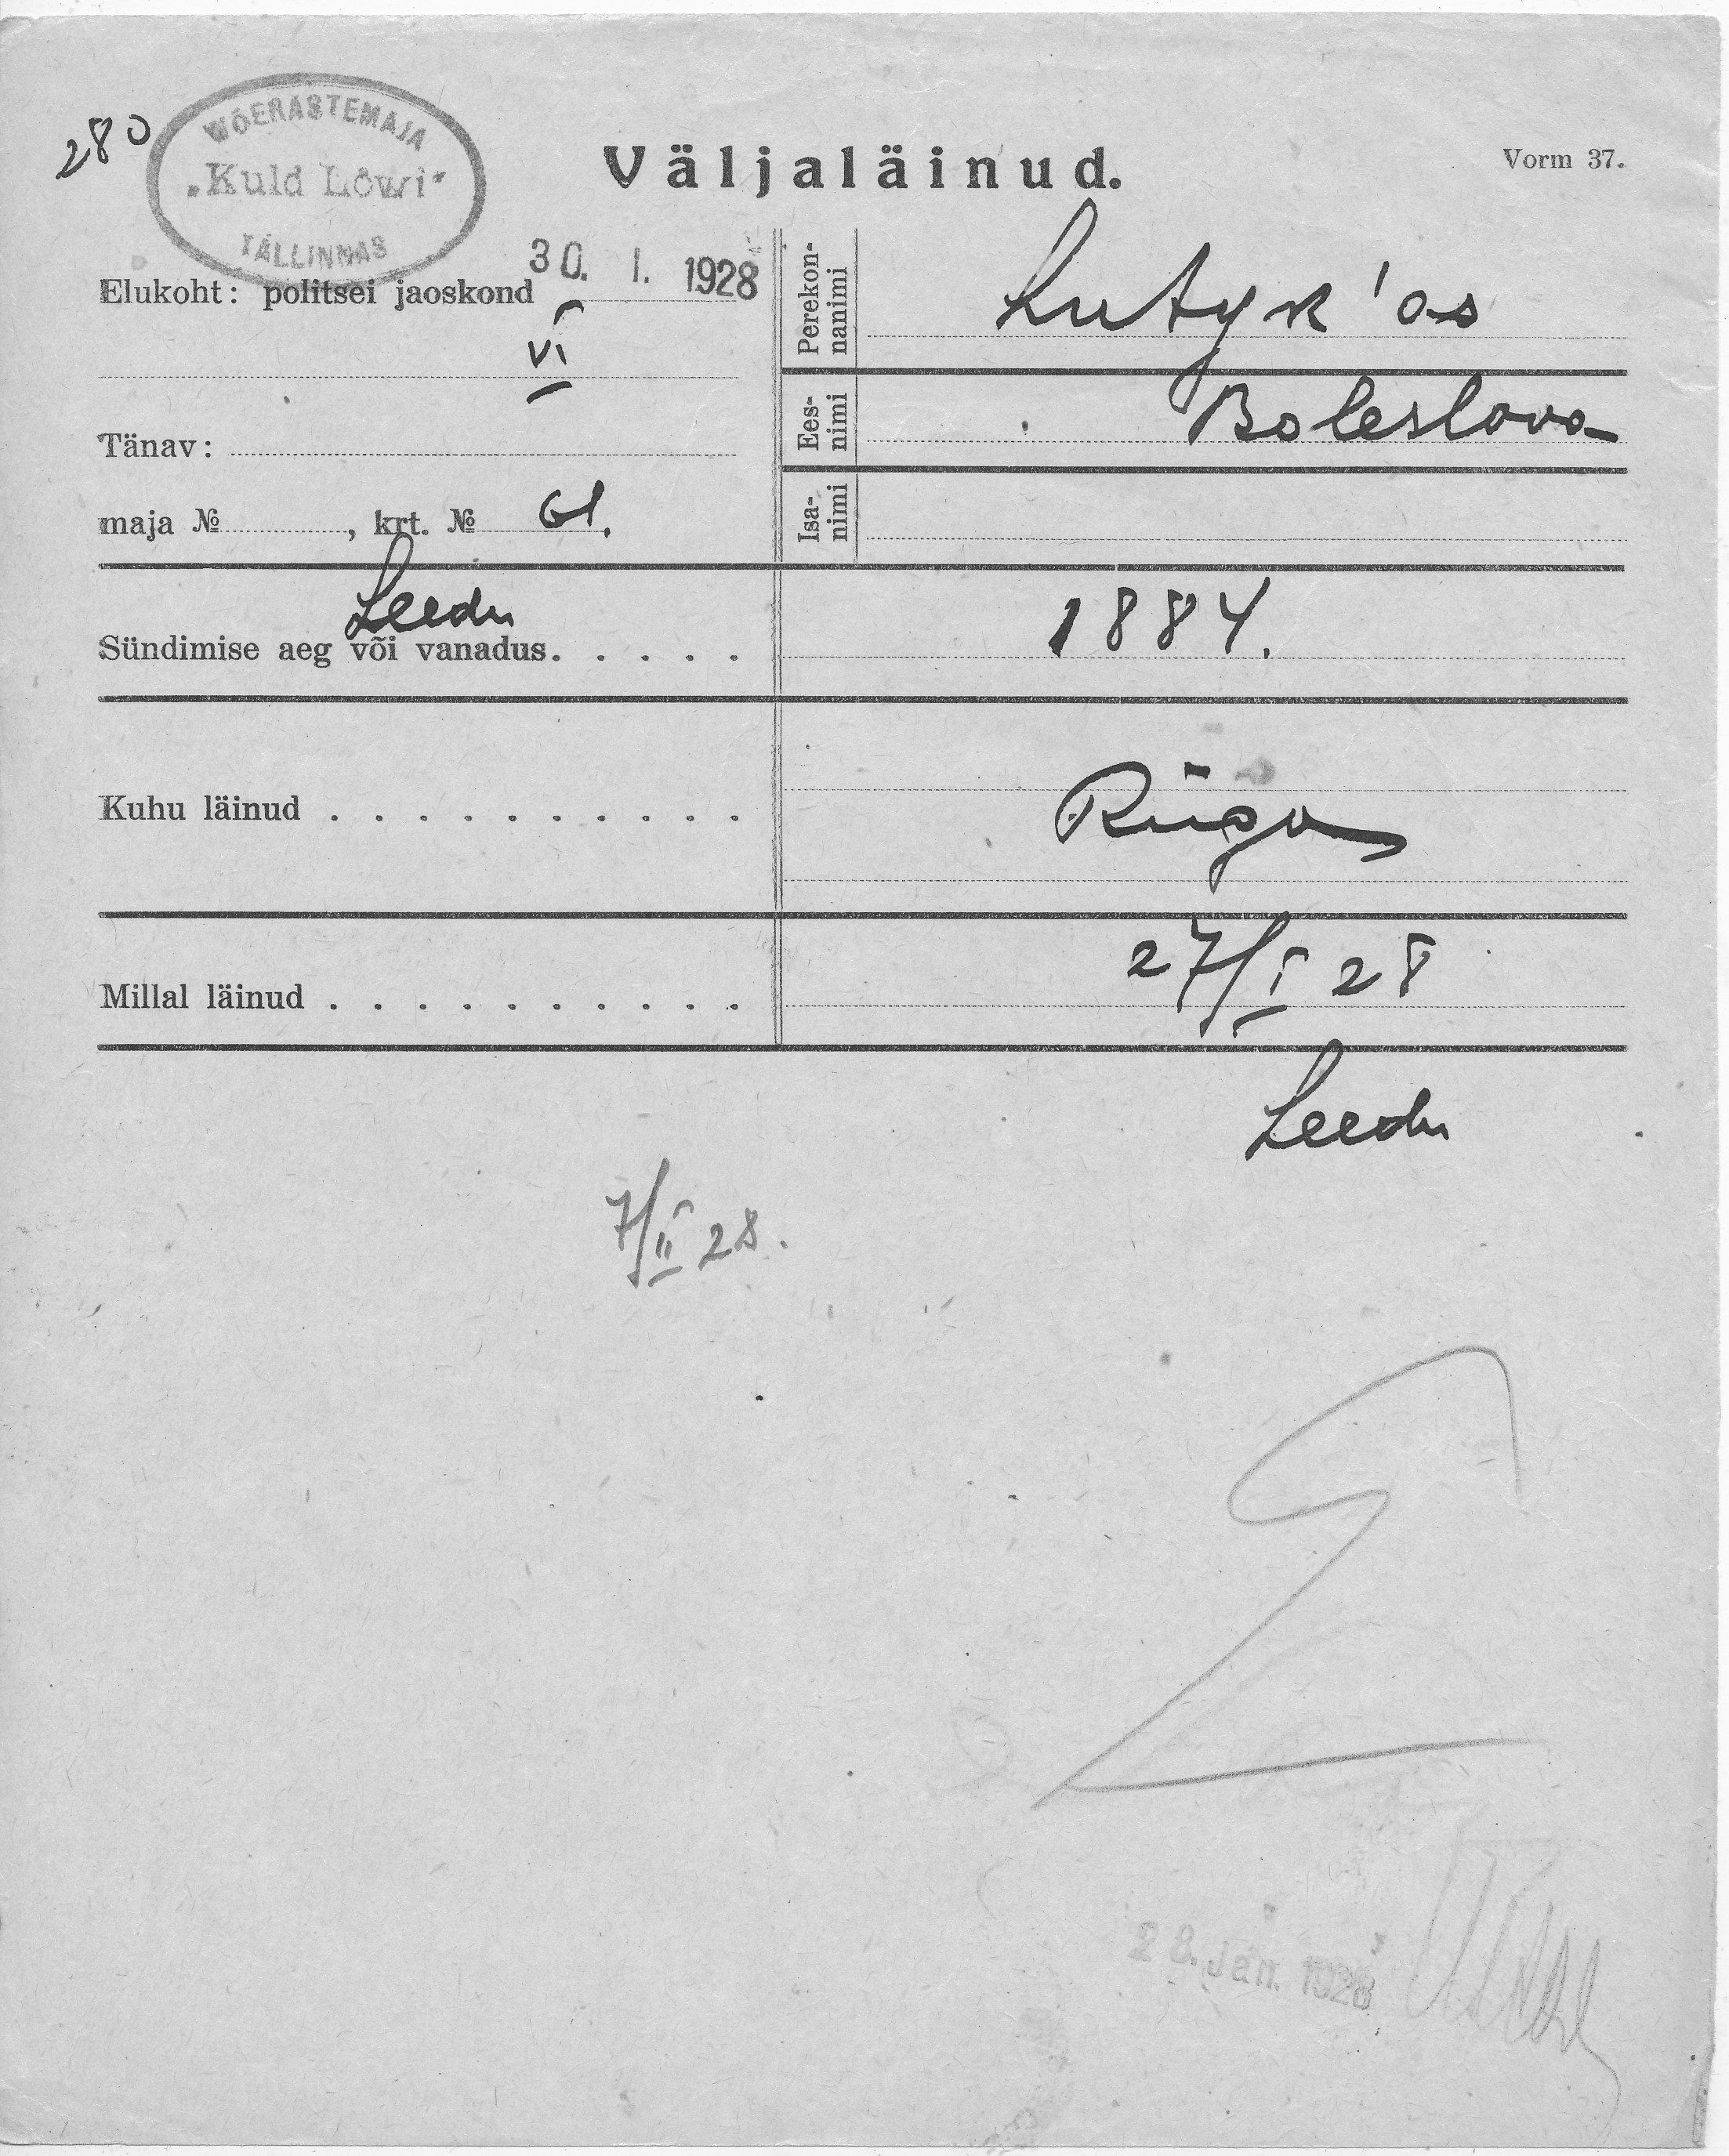 280
WÕERASTEMAJA
„Kuld Lõwi"
TALLINNAS
Väljaläinud.
Vorm 37.
30. 1. 1928
Elukoht: politsei jaoskond
VI
Perekon-
nanimi
Lutyk'as
Ees-
nimi
Boleslova
Tänav:
maja № , krt. № 61.
Isa-
nimi
Leedu
Sündimise aeg või vanadus. . . . . 1884.
Kuhu läinud . . . . . . . . . . Riiga
Millal läinud . . . . . . . . . . 27/I 28
Leedu
7/II 28.
28. Jan. 1928